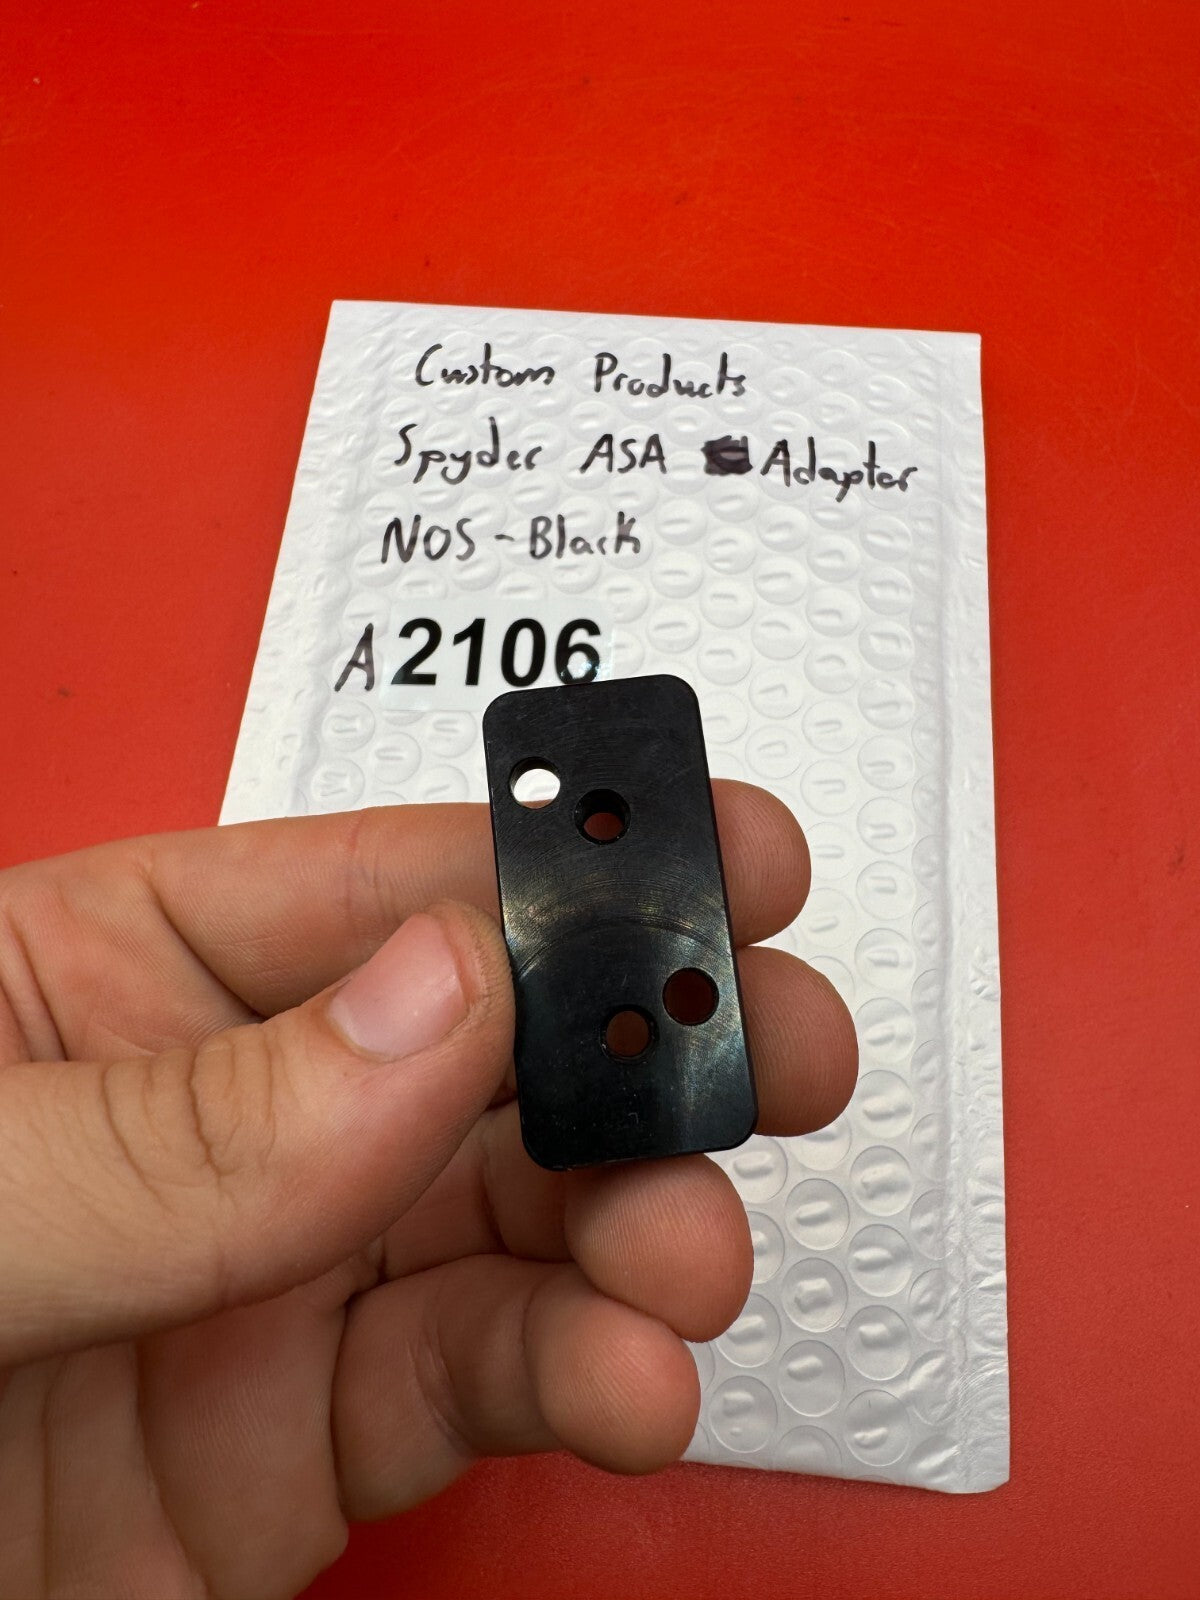 Custom Products
Spyder ASA Adapter
NOS-Black
A2106